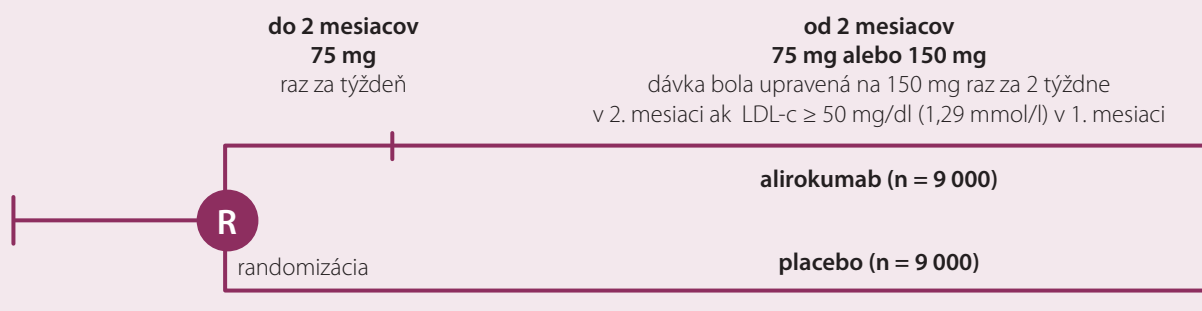 do 2 mesiacov
75 mg
raz za týždeň
od 2 mesiacov
75 mg alebo 150 mg
dávka bola upravená na 150 mg raz za 2 týždne
v 2. mesiaci ak LDL-c ≥ 50 mg/dl (1,29 mmol/l) v 1. mesiaci
alirokumab (n = 9 000)
R
randomizácia
placebo (n = 9 000)